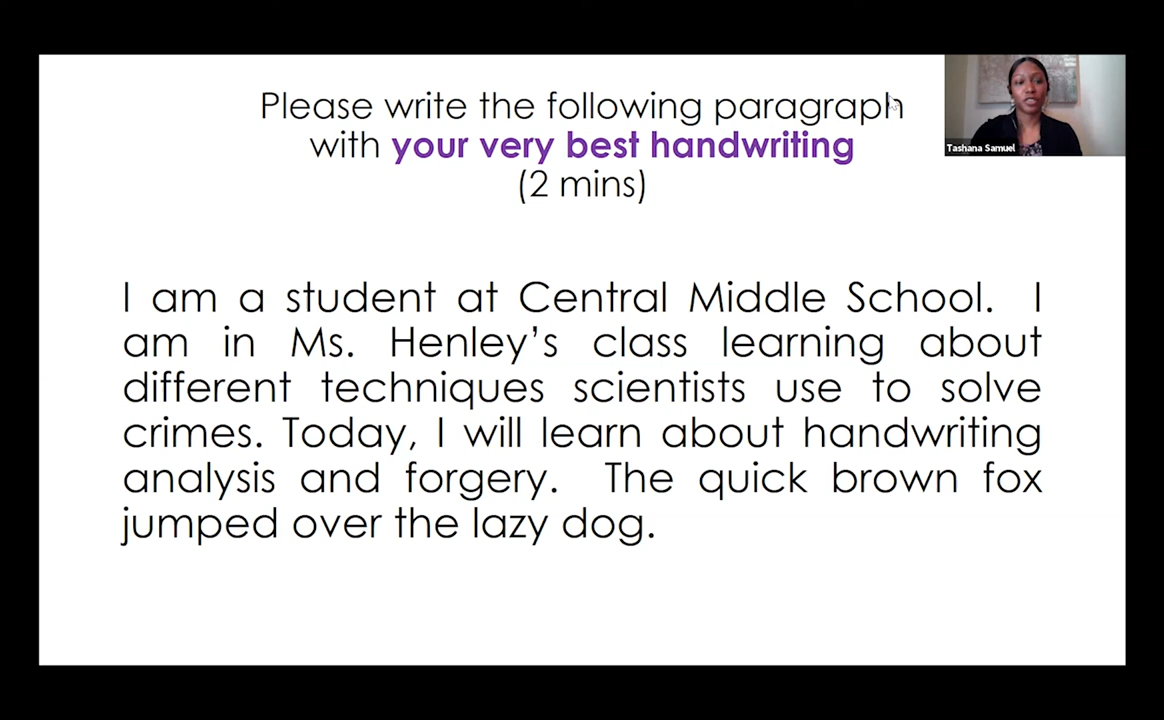 Please write the following paragraph
with your very best handwriting
(2 mins)
Tashana Samuel
I am a student at Central Middle School.  I
am in Ms. Henley’s class learning about
different techniques scientists use to solve
crimes. Today, I will learn about handwriting
analysis and forgery.  The quick brown fox
jumped over the lazy dog.